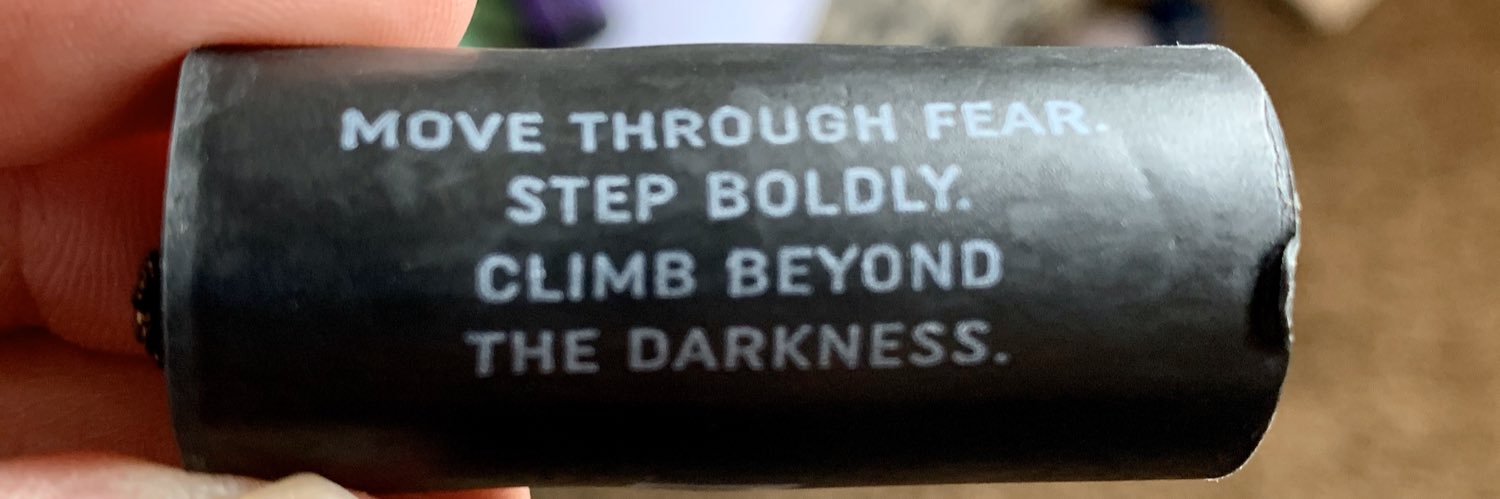 MOVE THROUGH FEAR.
STEP BOLDLY.
CLIMB BEYOND
THE DARKNESS.